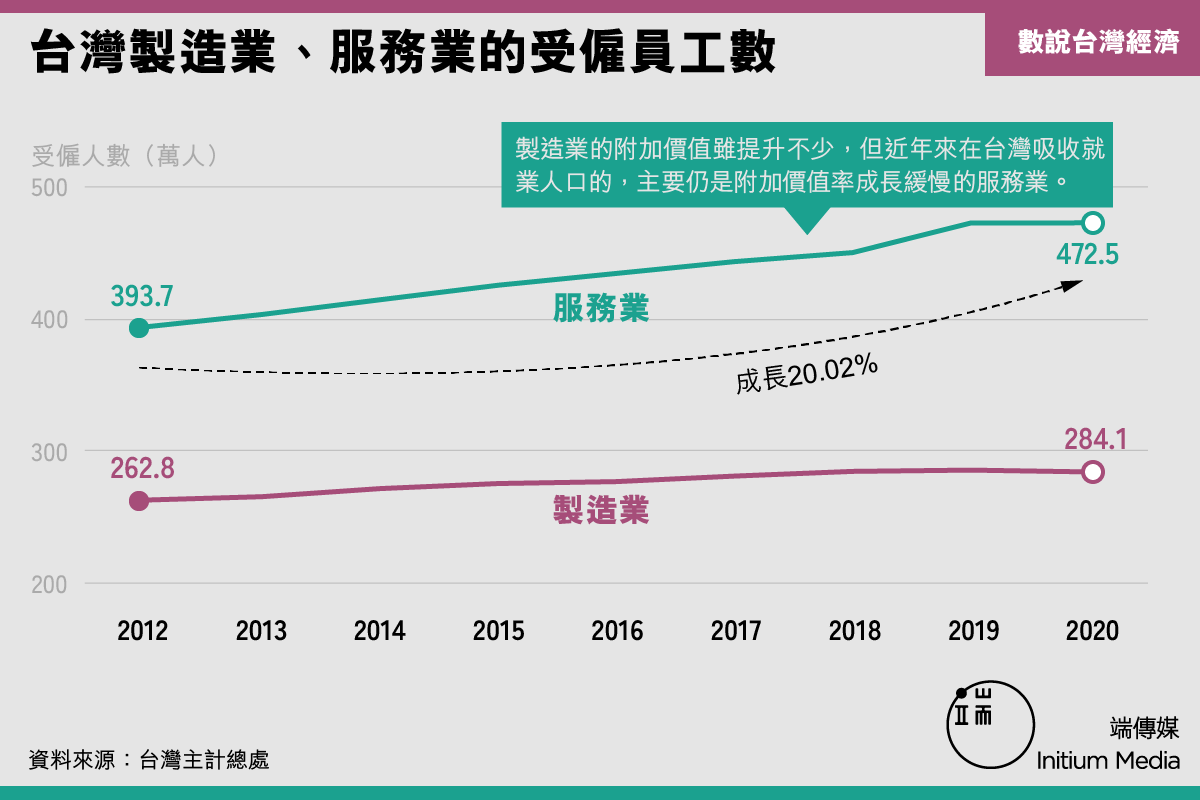 台灣製造業、服務業的受僱員工數
數說台灣經濟
受僱人數（萬人）
製造業的附加價值雖提升不少，但近年來在台灣吸收就
業人口的，主要仍是附加價值率成長緩慢的服務業。
500
472.5
393.7
服務業
400
成長20.02%
284.1
300
262.8
製造業
200
2012 2013 2014 2015 2016 2017 2018 2019 2020
端
端傳媒
資料來源：台灣主計總處
Initium Media